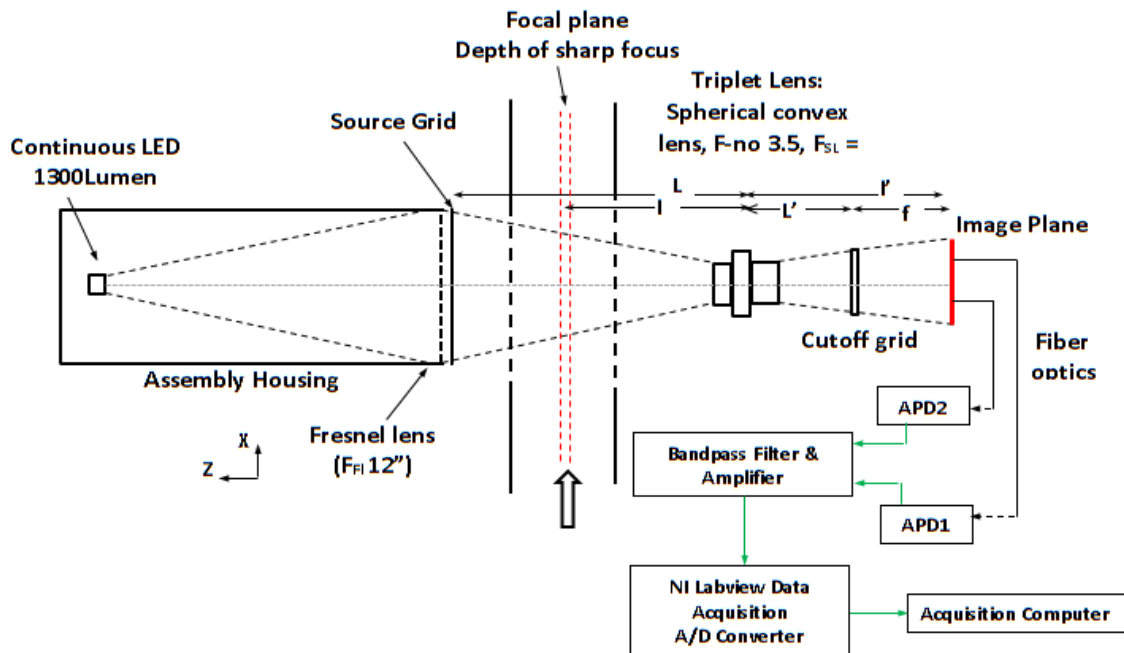 Focal plane
Depth of sharp focus
Triplet Lens:
Spherical convex
lens, F-no 3.5, FSL =
Source Grid
Continuous LED
1300Lumen
L
l'
l
L'
f
Image Plane
Cutoff grid
Fiber
optics
Assembly Housing
Fresnel lens
(FFl 12”)
X
Z
APD2
Bandpass Filter &
Amplifier
APD1
NI Labview Data
Acquisition
A/D Converter
Acquisition Computer